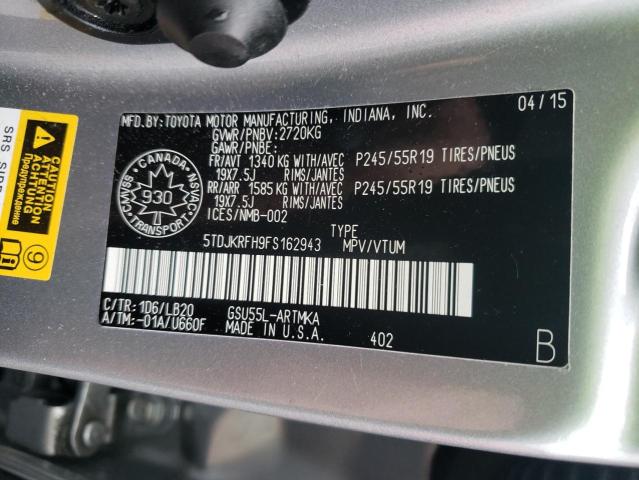 MFD.BY:TOYOTA MOTOR MANUFACTURING, INDIANA, INC. 04/15
GVWR/PNBV:2720KG
GAWR/PNBE:
FR/AVT 1340 KG WITH/AVEC P245/55R19 TIRES/PNEUS
19X7.5J RIMS/JANTES
RR/ARR 1585 KG WITH/AVEC P245/55R19 TIRES/PNEUS
19X7.5J RIMS/JANTES
ICES/NMB-002
CANADA
930
TRANSPORT
CMVSS
NSVAC
TYPE
5TDJKRFH9FS162943 MPV/VTUM
C/TR:1D6/LB20 GSU55L-ARTMKA
A/TM:-01A/U660F MADE IN U.S.A. 402
B
SRS SIDE
Предупреждение
ACHTUNG
9